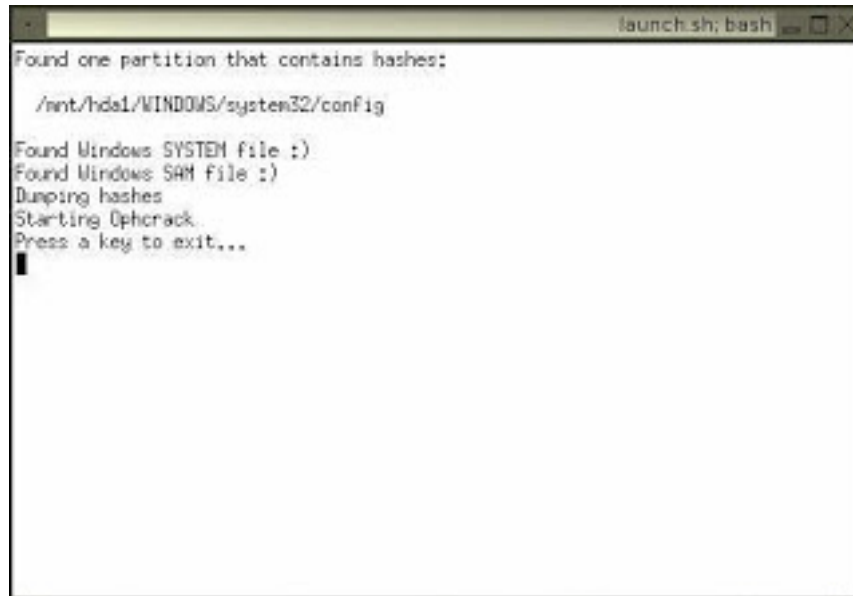 launch.sh; bash
Found one partition that contains hashes:
/mnt/hda1/WINDOWS/system32/config
Found Windows SYSTEM file :)
Found Windows SAM file :)
Dumping hashes
Starting Ophcrack
Press a key to exit...